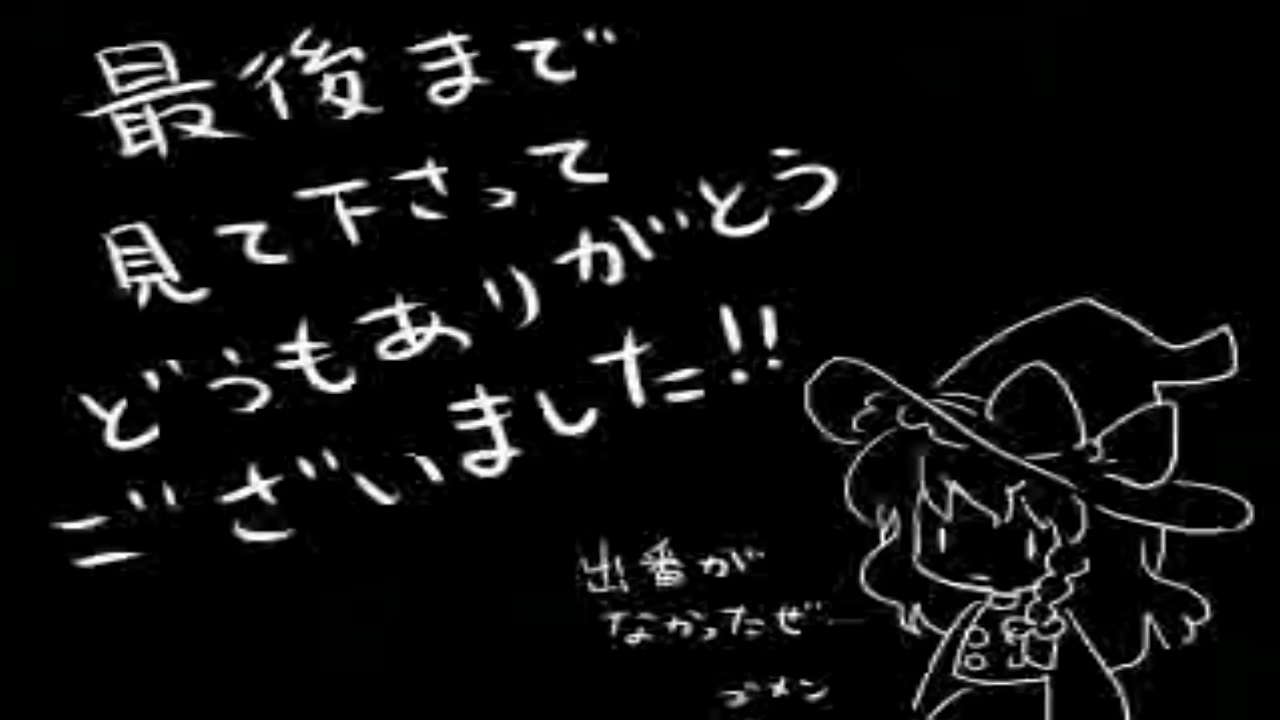 最後まで
見て下さって
どうもありがとう
ございました!!
出番が
なかったぜー
ゴメン